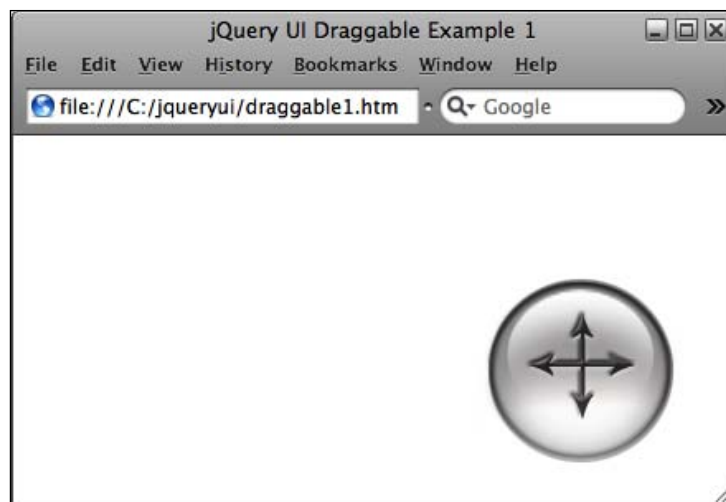 jQuery UI Draggable Example 1
File Edit View History Bookmarks Window Help
file:///C:/jqueryui/draggable1.htm Google »